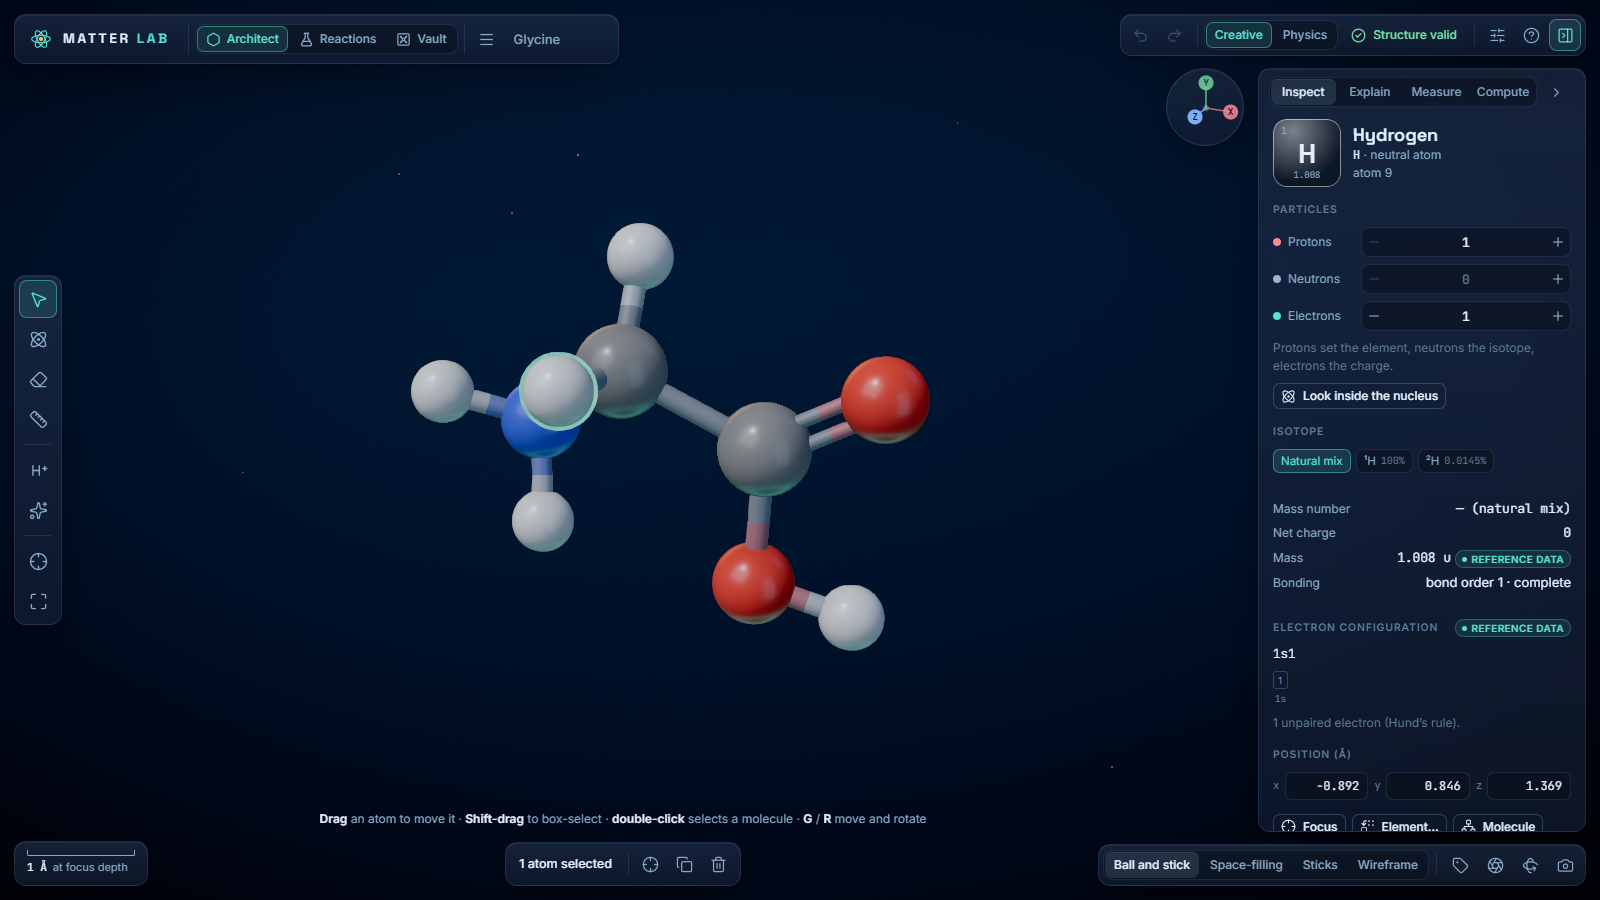 MATTER LAB
Architect
Reactions
Vault
Glycine
Creative
Physics
Structure valid
Y
X
Z
Inspect
Explain
Measure
Compute
1
H
1.008
Hydrogen
H · neutral atom
atom 9
PARTICLES
Protons
1
Neutrons
0
Electrons
1
Protons set the element, neutrons the isotope,
electrons the charge.
Look inside the nucleus
ISOTOPE
Natural mix
¹H 100%
²H 0.0145%
Mass number
— (natural mix)
Net charge
0
Mass
1.008 u
REFERENCE DATA
Bonding
bond order 1 · complete
ELECTRON CONFIGURATION
REFERENCE DATA
1s1
1
1s
1 unpaired electron (Hund's rule).
POSITION (Å)
x -0.892 y 0.846 z 1.369
Focus
Element...
Molecule
H⁺
Drag an atom to move it · Shift-drag to box-select · double-click selects a molecule · G / R move and rotate
1 Å at focus depth
1 atom selected
Ball and stick
Space-filling
Sticks
Wireframe